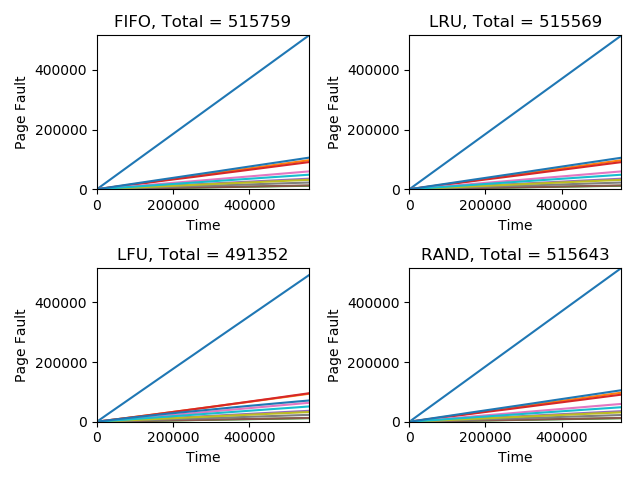 FIFO, Total = 515759
Page Fault
400000
200000
0
0 200000 400000
Time
LRU, Total = 515569
Page Fault
400000
200000
0
0 200000 400000
Time
LFU, Total = 491352
Page Fault
400000
200000
0
0 200000 400000
Time
RAND, Total = 515643
Page Fault
400000
200000
0
0 200000 400000
Time